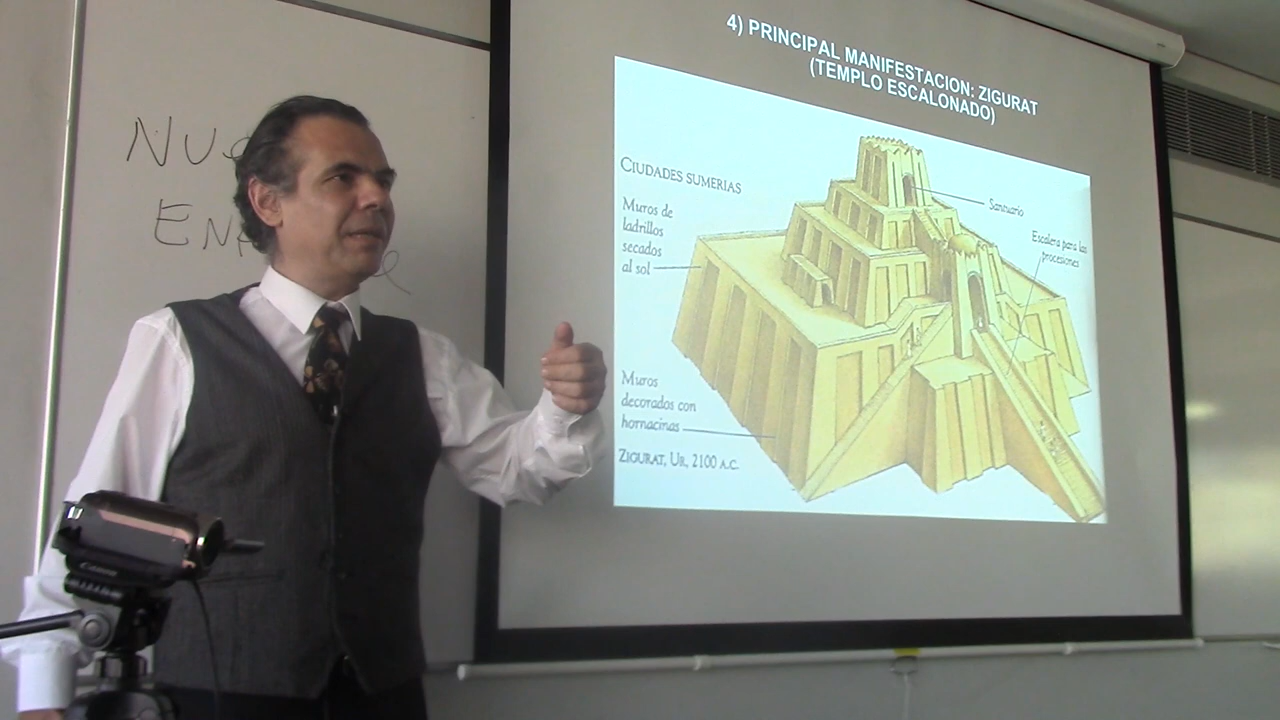 4) PRINCIPAL MANIFESTACION: ZIGURAT
(TEMPLO ESCALONADO)
CIUDADES SUMERIAS
Muros de
ladrillos
secados
al sol
Santuario
Escalera para las
procesiones
Muros
decorados con
hornacinas
ZIGURAT, UR, 2100 A.C.
Canon